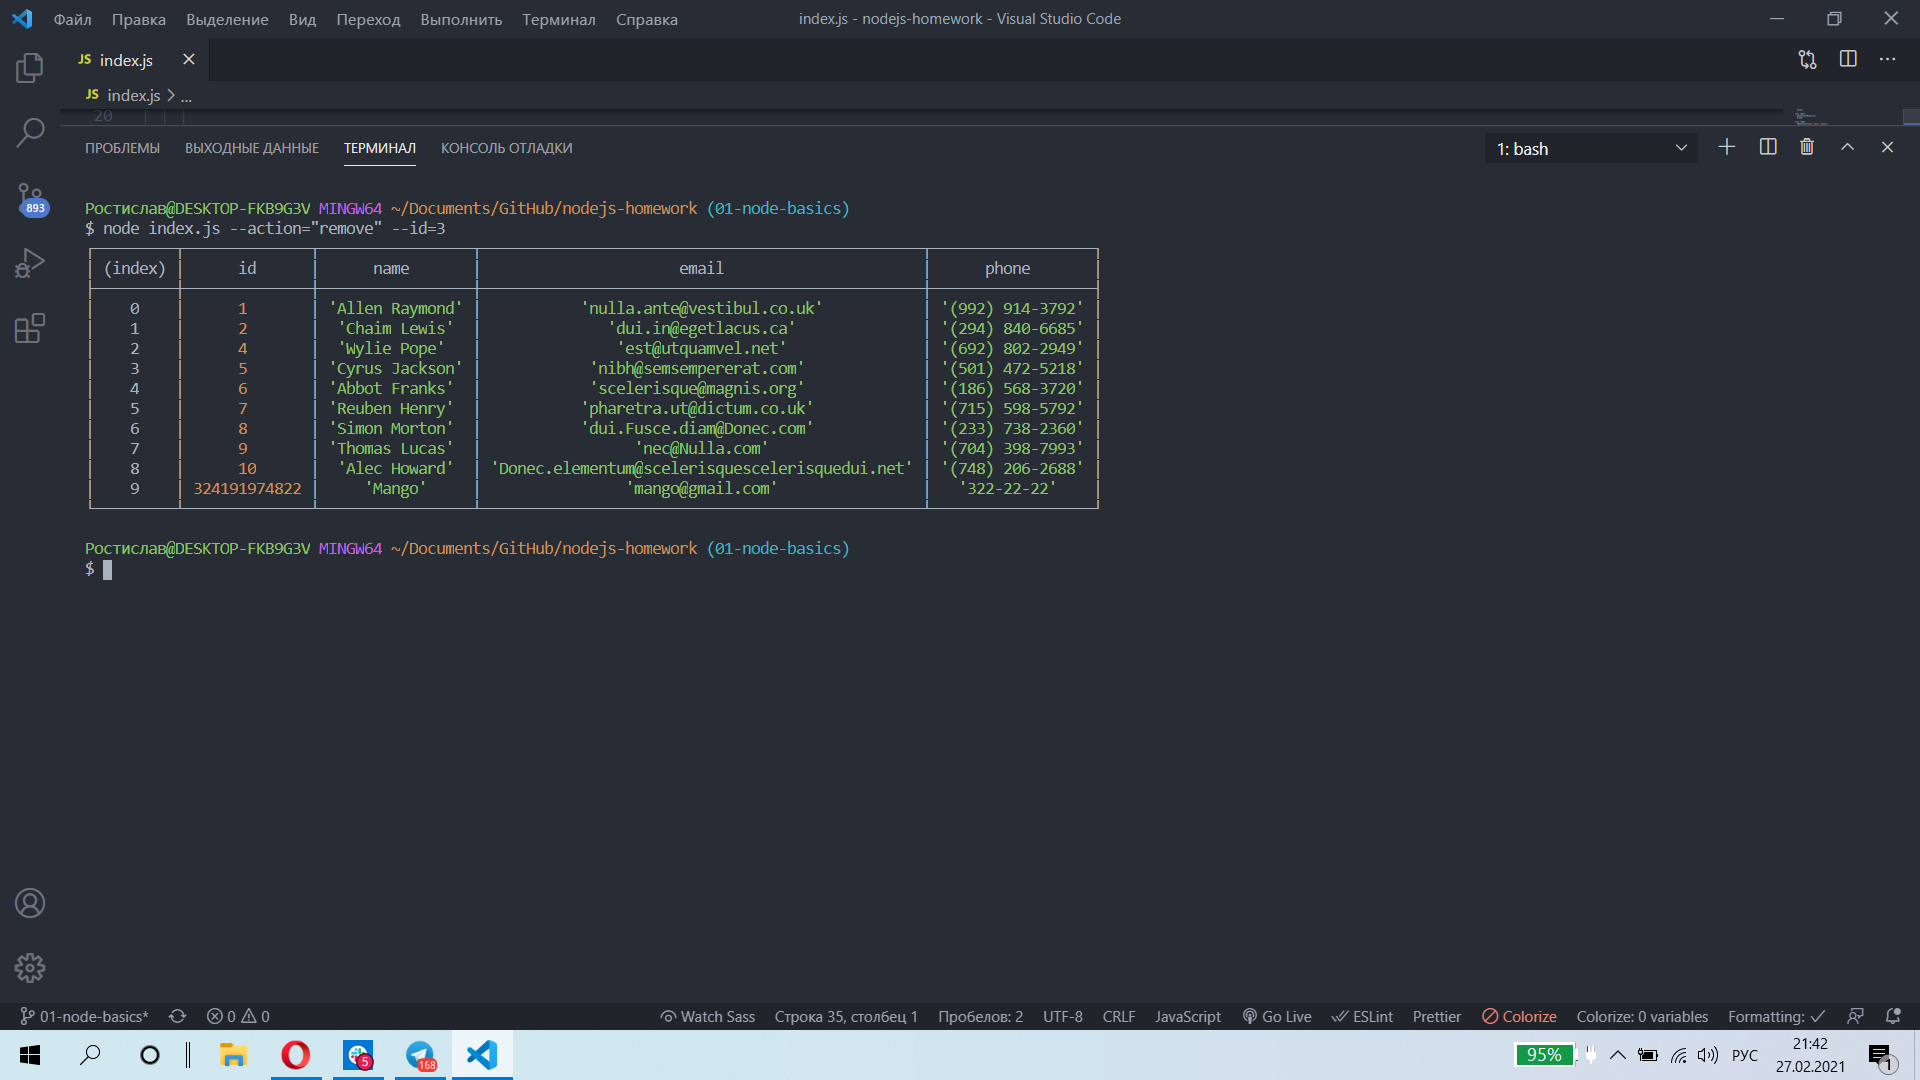 Файл Правка Выделение Вид Переход Выполнить Терминал Справка index.js - nodejs-homework - Visual Studio Code
JS index.js
JS index.js > ...
20
ПРОБЛЕМЫ ВЫХОДНЫЕ ДАННЫЕ ТЕРМИНАЛ КОНСОЛЬ ОТЛАДКИ 1: bash
893
Ростислав@DESKTOP-FKB9G3V MINGW64 ~/Documents/GitHub/nodejs-homework (01-node-basics)
$ node index.js --action="remove" --id=3
(index) id name email phone
0 1 'Allen Raymond' 'nulla.ante@vestibul.co.uk' '(992) 914-3792'
1 2 'Chaim Lewis' 'dui.in@egetlacus.ca' '(294) 840-6685'
2 4 'Wylie Pope' 'est@utquamvel.net' '(692) 802-2949'
3 5 'Cyrus Jackson' 'nibh@semsempererat.com' '(501) 472-5218'
4 6 'Abbot Franks' 'scelerisque@magnis.org' '(186) 568-3720'
5 7 'Reuben Henry' 'pharetra.ut@dictum.co.uk' '(715) 598-5792'
6 8 'Simon Morton' 'dui.Fusce.diam@Donec.com' '(233) 738-2360'
7 9 'Thomas Lucas' 'nec@Nulla.com' '(704) 398-7993'
8 10 'Alec Howard' 'Donec.elementum@scelerisquescelerisquedui.net' '(748) 206-2688'
9 324191974822 'Mango' 'mango@gmail.com' '322-22-22'
Ростислав@DESKTOP-FKB9G3V MINGW64 ~/Documents/GitHub/nodejs-homework (01-node-basics)
$
01-node-basics* 0 0 Watch Sass Строка 35, столбец 1 Пробелов: 2 UTF-8 CRLF JavaScript Go Live ESLint Prettier Colorize Colorize: 0 variables Formatting: ✓
5 168 95% РУС 21:42
27.02.2021 1